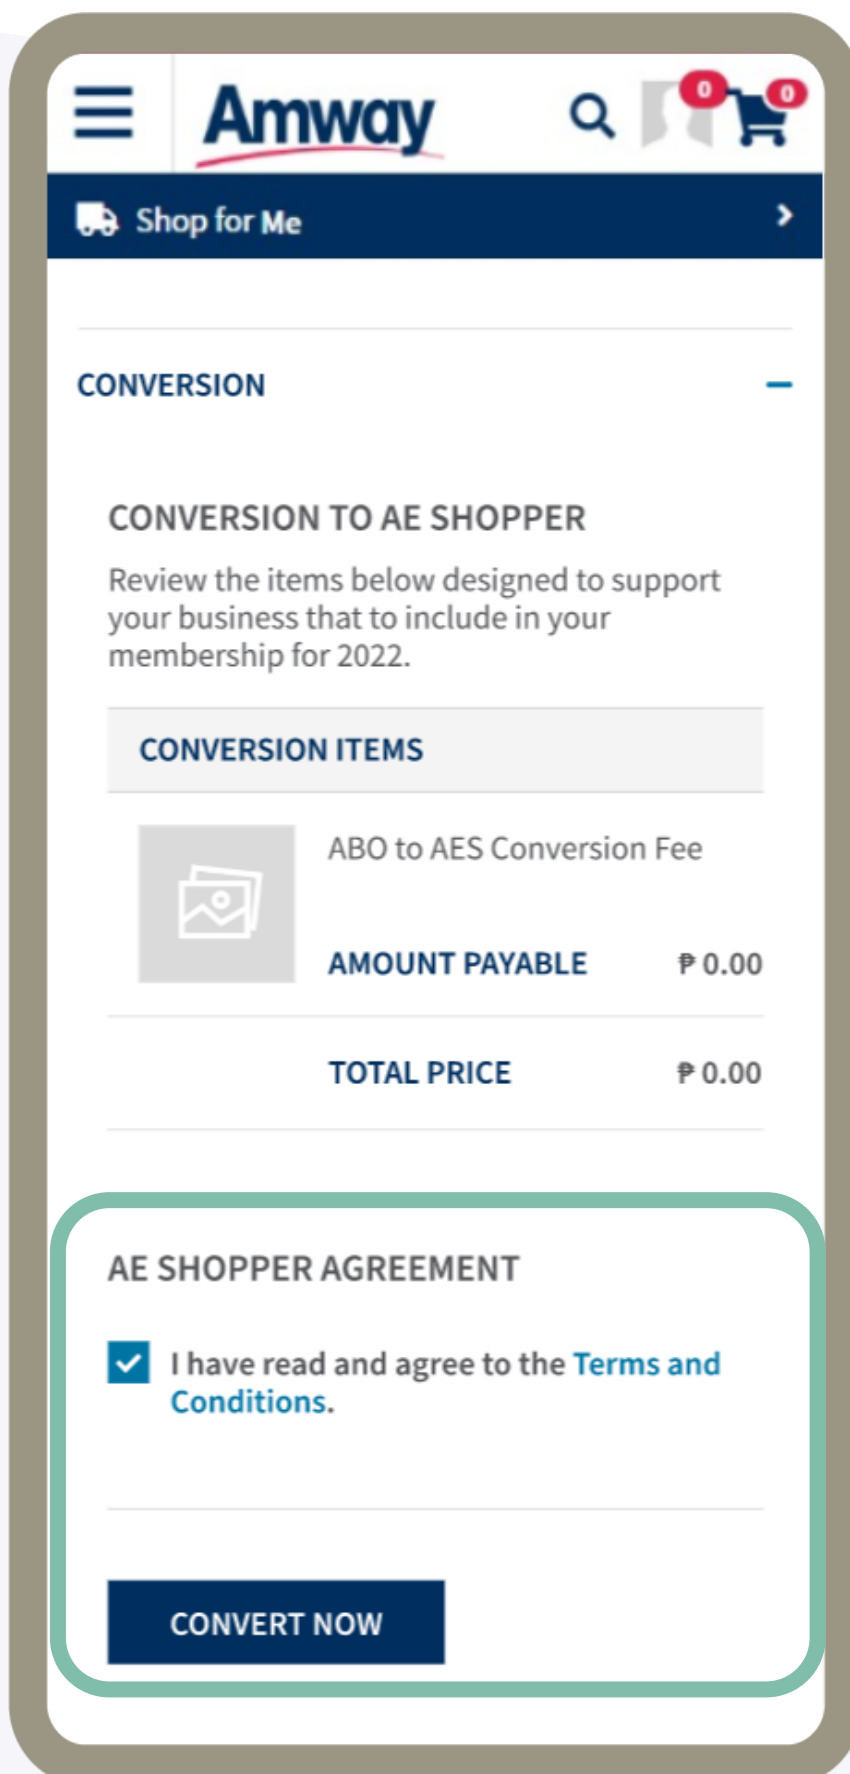 Amway
0
0
Shop for Me
CONVERSION
CONVERSION TO AE SHOPPER
Review the items below designed to support
your business that to include in your
membership for 2022.
CONVERSION ITEMS
ABO to AES Conversion Fee
AMOUNT PAYABLE ₱ 0.00
TOTAL PRICE ₱ 0.00
AE SHOPPER AGREEMENT
I have read and agree to the Terms and
Conditions.
CONVERT NOW